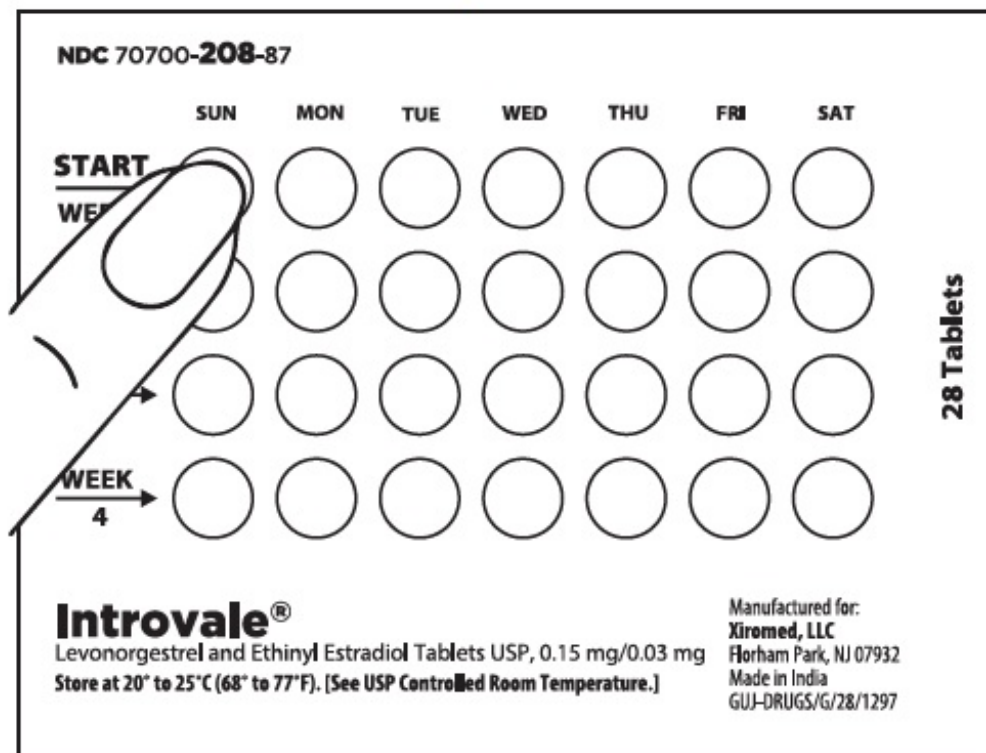 NDC 70700-208-87
SUN MON TUE WED THU FRI SAT
START
WEEK
4
28 Tablets
Introvale®
Levonorgestrel and Ethinyl Estradiol Tablets USP, 0.15 mg/0.03 mg
Store at 20° to 25°C (68° to 77°F). [See USP Controlled Room Temperature.]
Manufactured for:
Xiromed, LLC
Florham Park, NJ 07932
Made in India
GUJ-DRUGS/G/28/1297